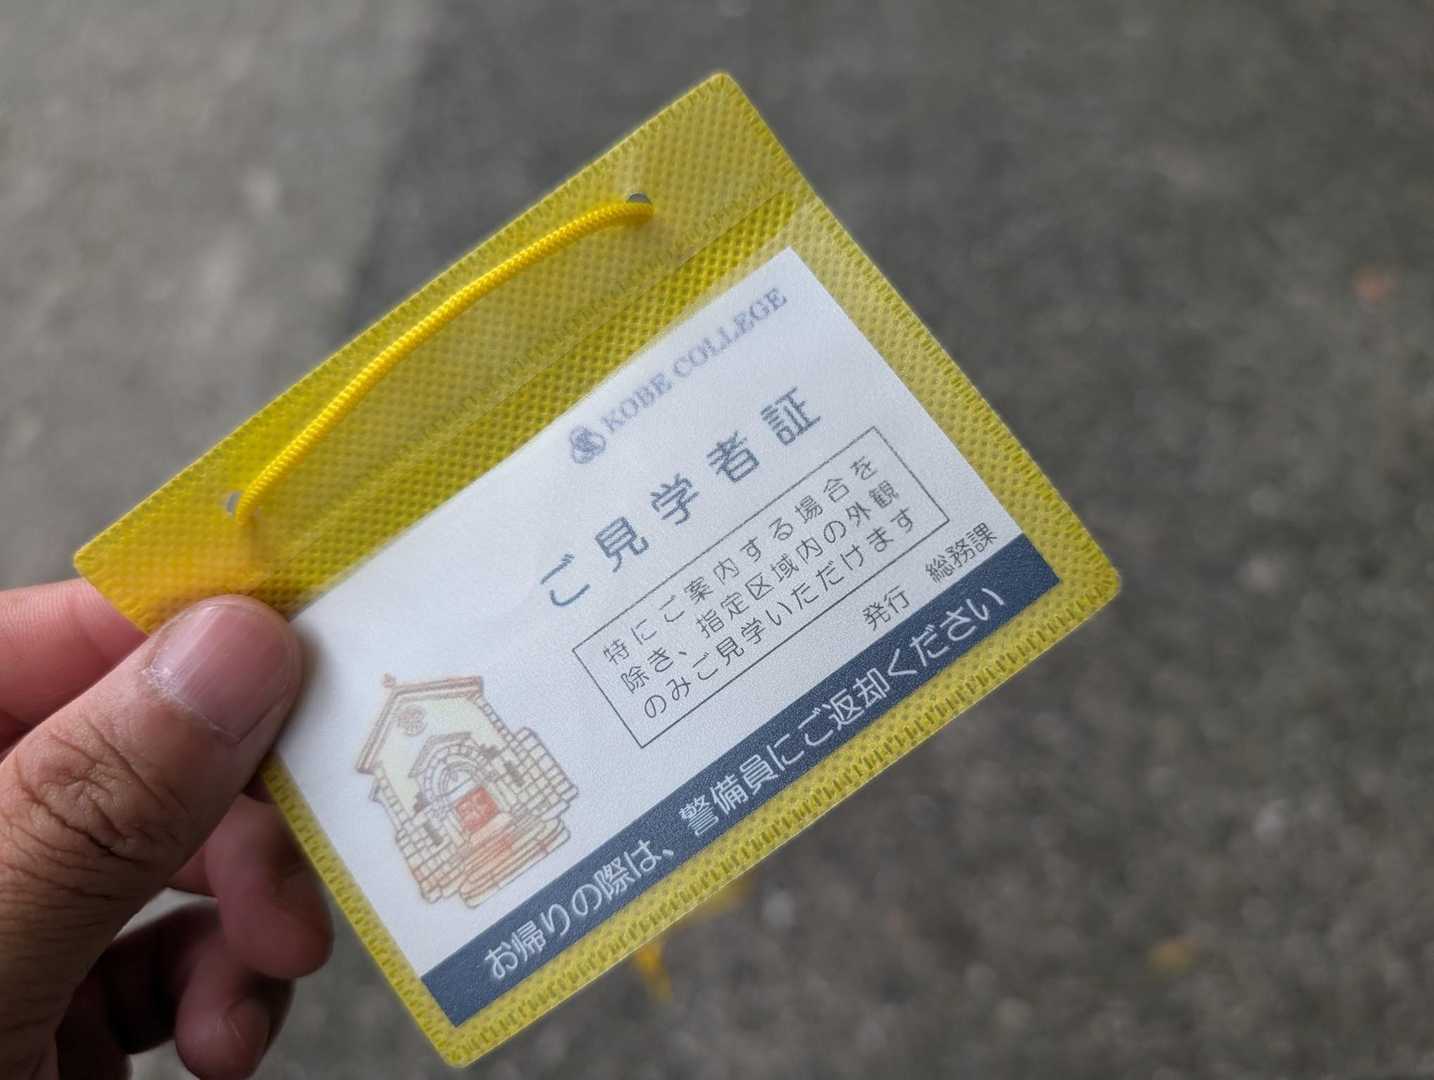 KOBE COLLEGE
ご見学者証
特にご案内する場合を
除き、指定区域内の外観
のみご見学いただけます
発行 総務課
お帰りの際は、警備員にご返却ください